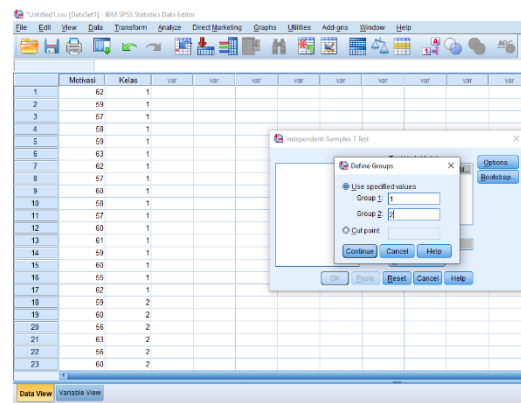 *Untitled1.sav [DataSet1] - IBM SPSS Statistics Data Editor
File Edit View Data Transform Analyze Direct Marketing Graphs Utilities Add-ons Window Help
Motivasi Kelas var var var var var var var var var
1 62 1
2 59 1
3 57 1
4 58 1
5 59 1
6 63 1
7 62 1
8 57 1
9 60 1
10 58 1
11 57 1
12 60 1
13 61 1
14 59 1
15 60 1
16 55 1
17 62 1
18 59 2
19 60 2
20 56 2
21 63 2
22 56 2
23 60 2
Independent-Samples T Test
Options...
Bootstrap...
Define Groups
Use specified values
Group 1: 1
Group 2: 2
Cut point:
Continue Cancel Help
OK Paste Reset Cancel Help
Data View Variable View